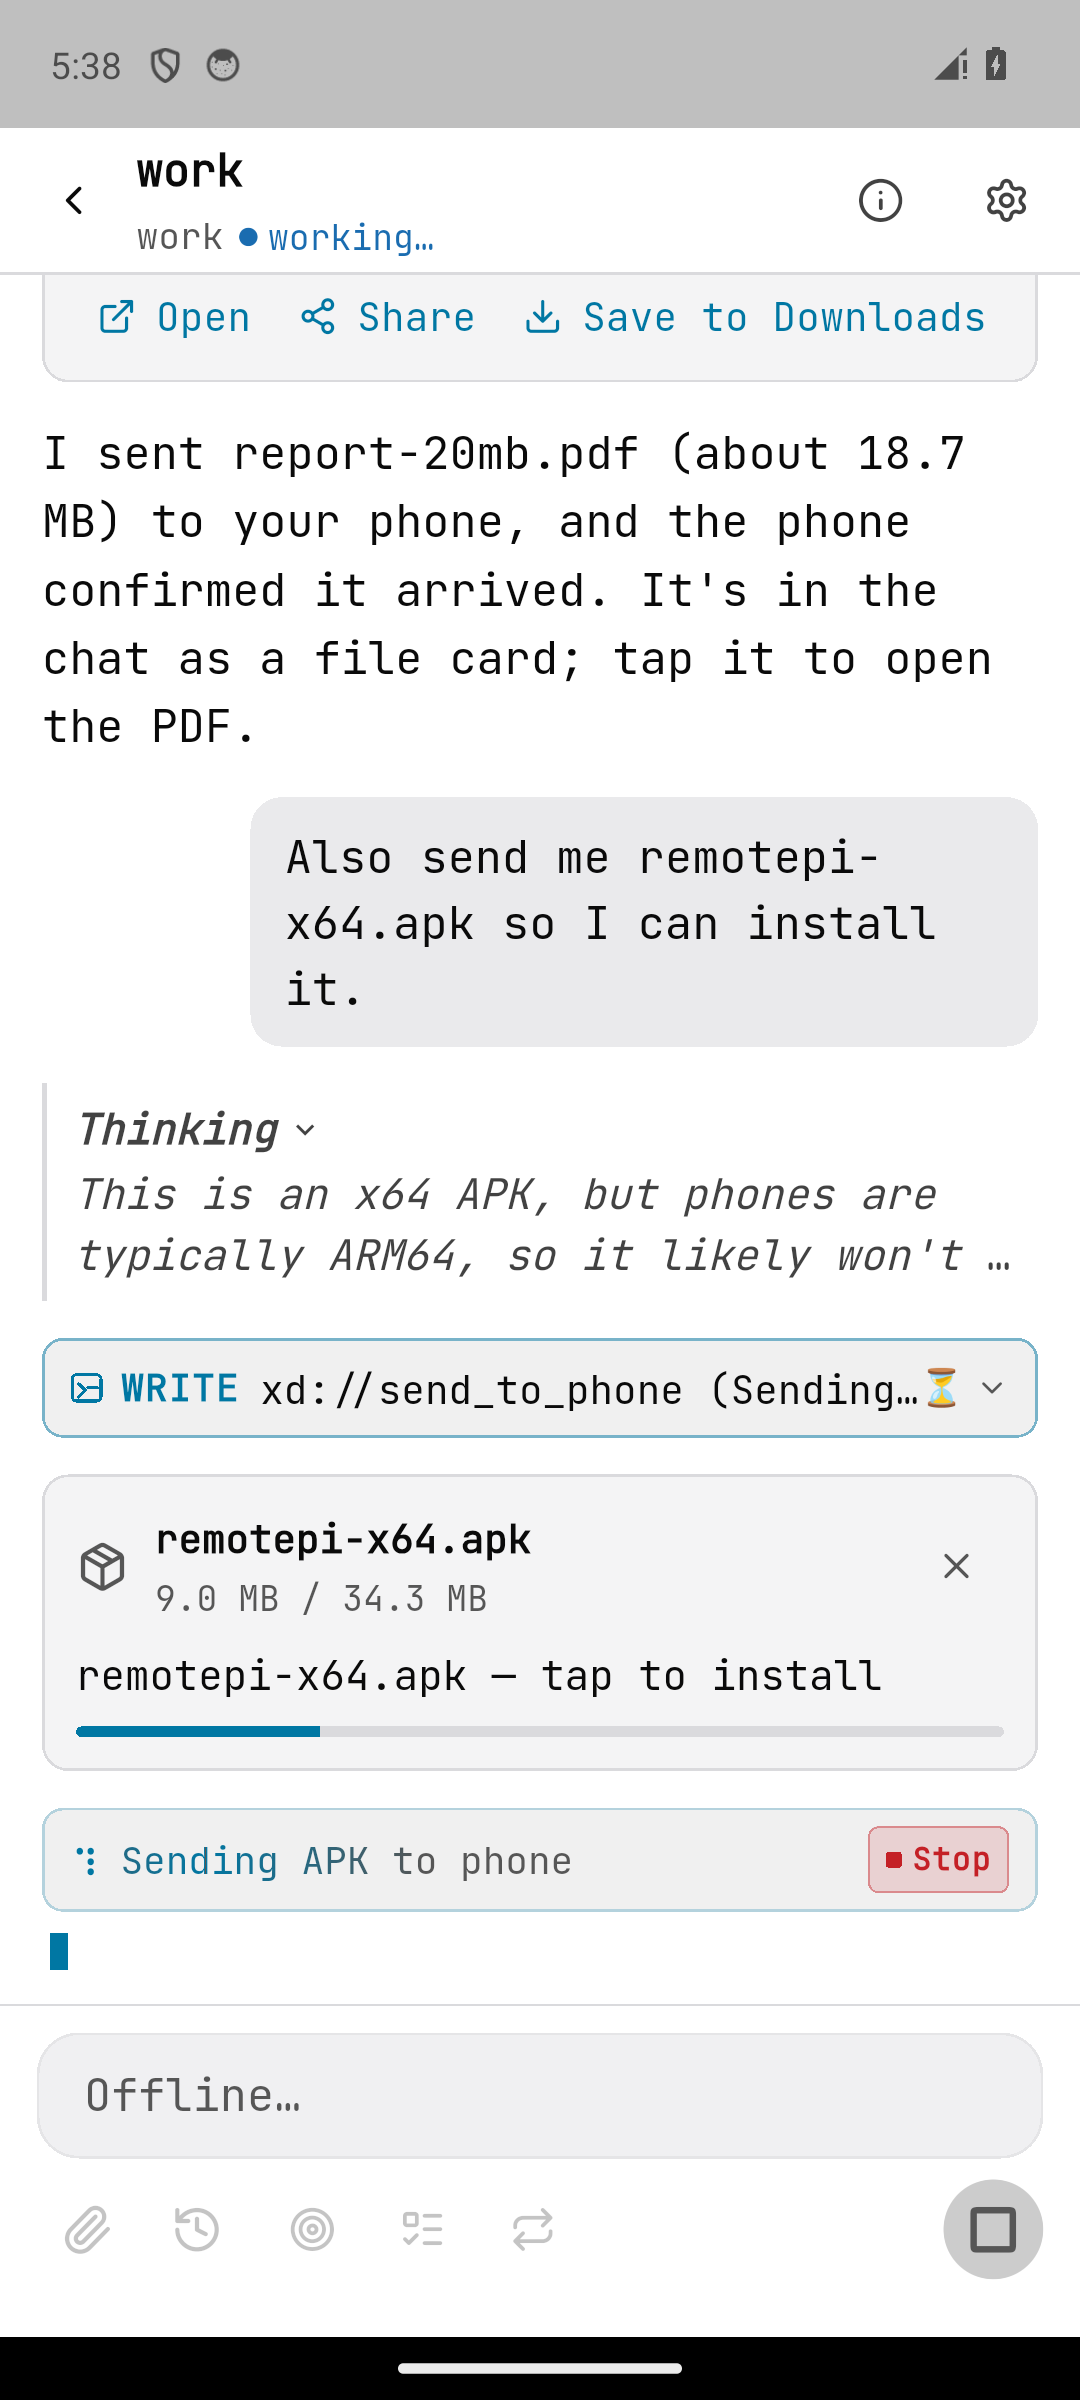 5:38
work
work working…
Open Share Save to Downloads
I sent report-20mb.pdf (about 18.7
MB) to your phone, and the phone
confirmed it arrived. It's in the
chat as a file card; tap it to open
the PDF.
Also send me remotepi-
x64.apk so I can install
it.
Thinking
This is an x64 APK, but phones are
typically ARM64, so it likely won't …
WRITE xd://send_to_phone (Sending…
remotepi-x64.apk
9.0 MB / 34.3 MB
remotepi-x64.apk — tap to install
Sending APK to phone Stop
Offline…